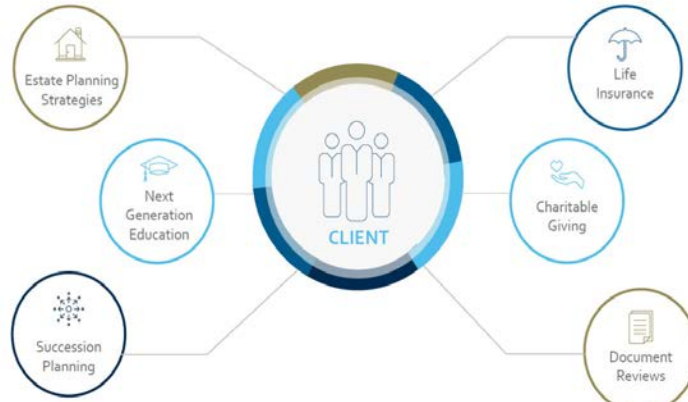 Estate Planning
Strategies
Life
Insurance
Next
Generation
Education
CLIENT
Charitable
Giving
Succession
Planning
Document
Reviews